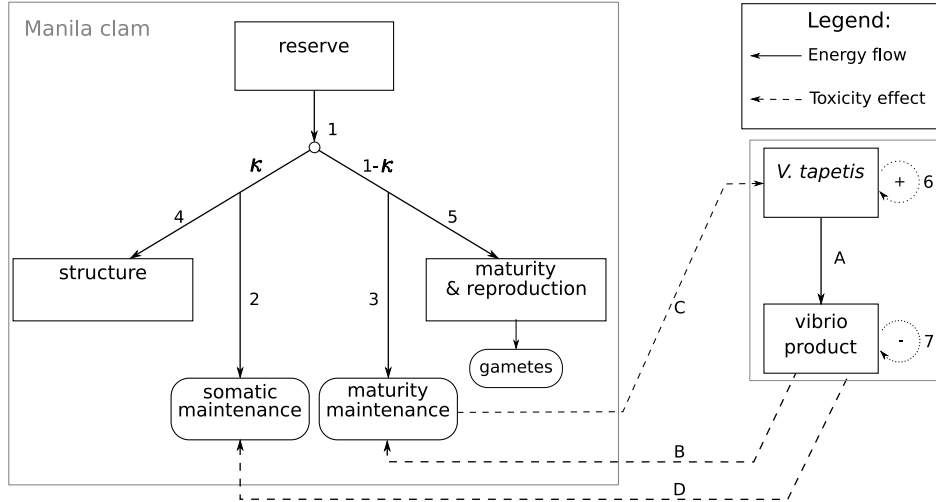 Manila clam
reserve
1
κ
1-κ
4
5
structure
maturity
& reproduction
2
3
gametes
somatic
maintenance
maturity
maintenance
Legend:
Energy flow
Toxicity effect
V. tapetis
+
6
A
C
vibrio
product
-
7
B
D